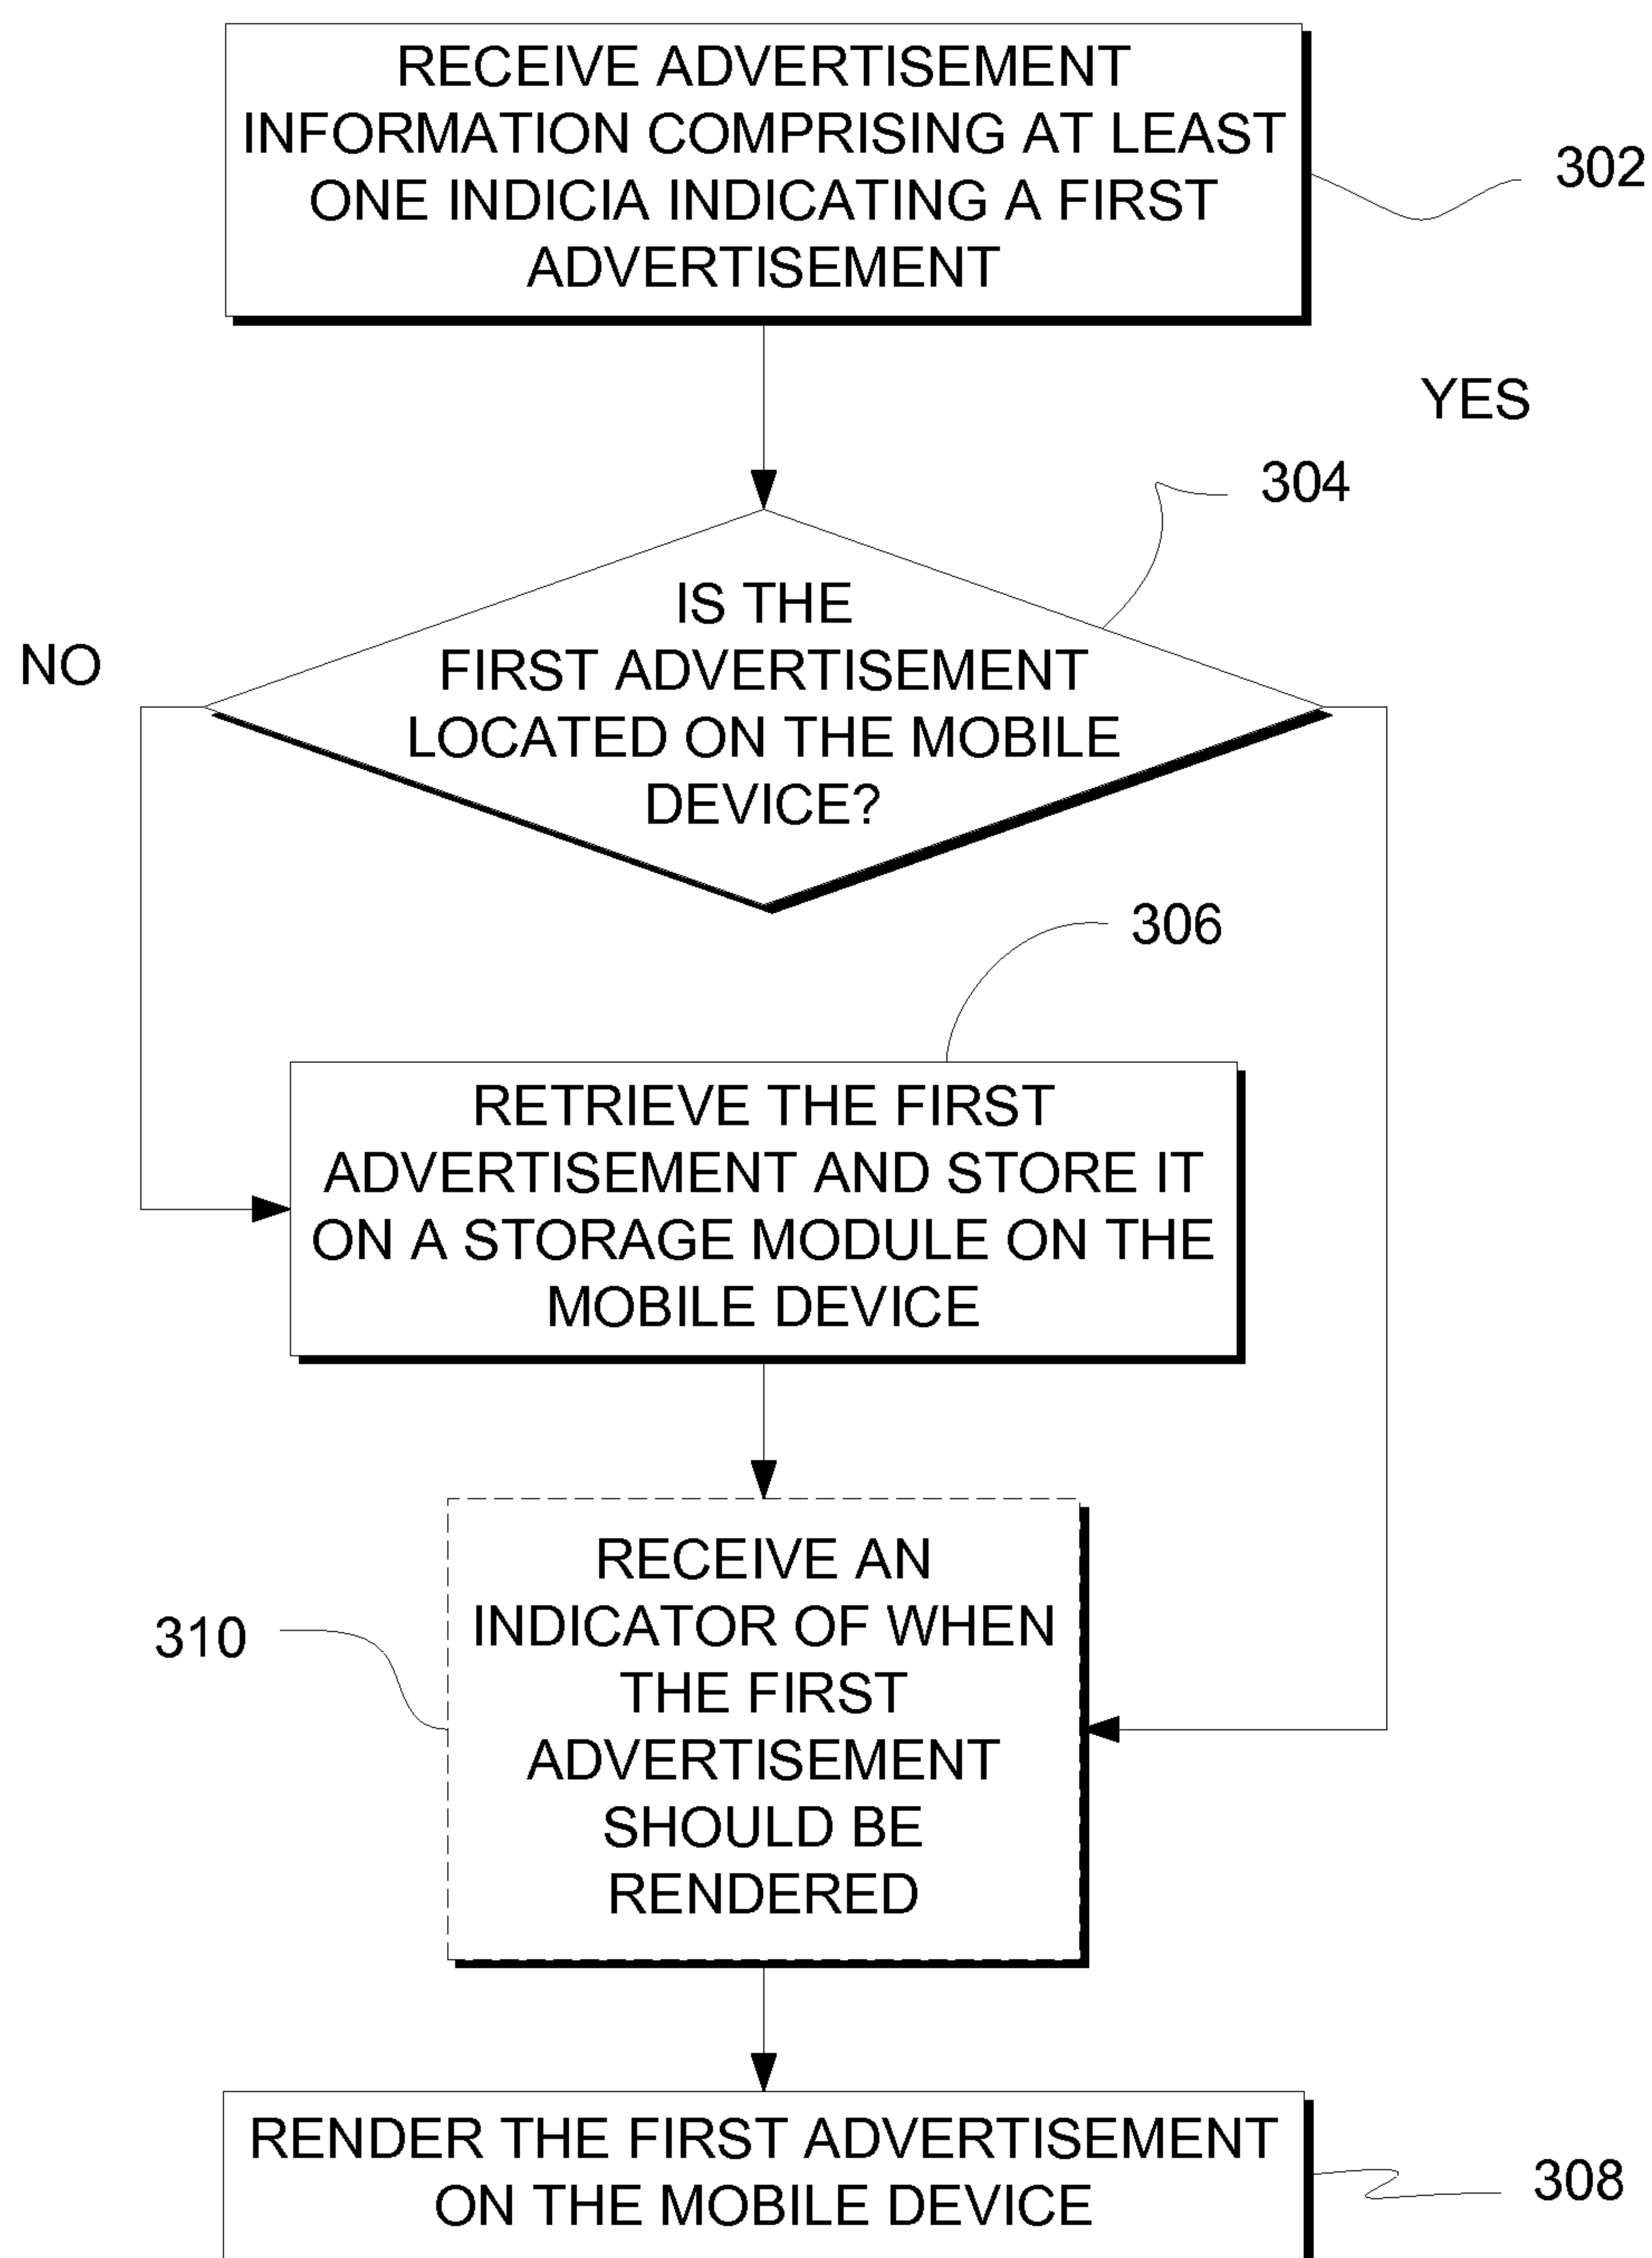 RECEIVE ADVERTISEMENT
INFORMATION COMPRISING AT LEAST
ONE INDICIA INDICATING A FIRST
ADVERTISEMENT
302
YES
304
IS THE
FIRST ADVERTISEMENT
LOCATED ON THE MOBILE
DEVICE?
NO
306
RETRIEVE THE FIRST
ADVERTISEMENT AND STORE IT
ON A STORAGE MODULE ON THE
MOBILE DEVICE
RECEIVE AN
INDICATOR OF WHEN
THE FIRST
ADVERTISEMENT
SHOULD BE
RENDERED
310
RENDER THE FIRST ADVERTISEMENT
ON THE MOBILE DEVICE
308